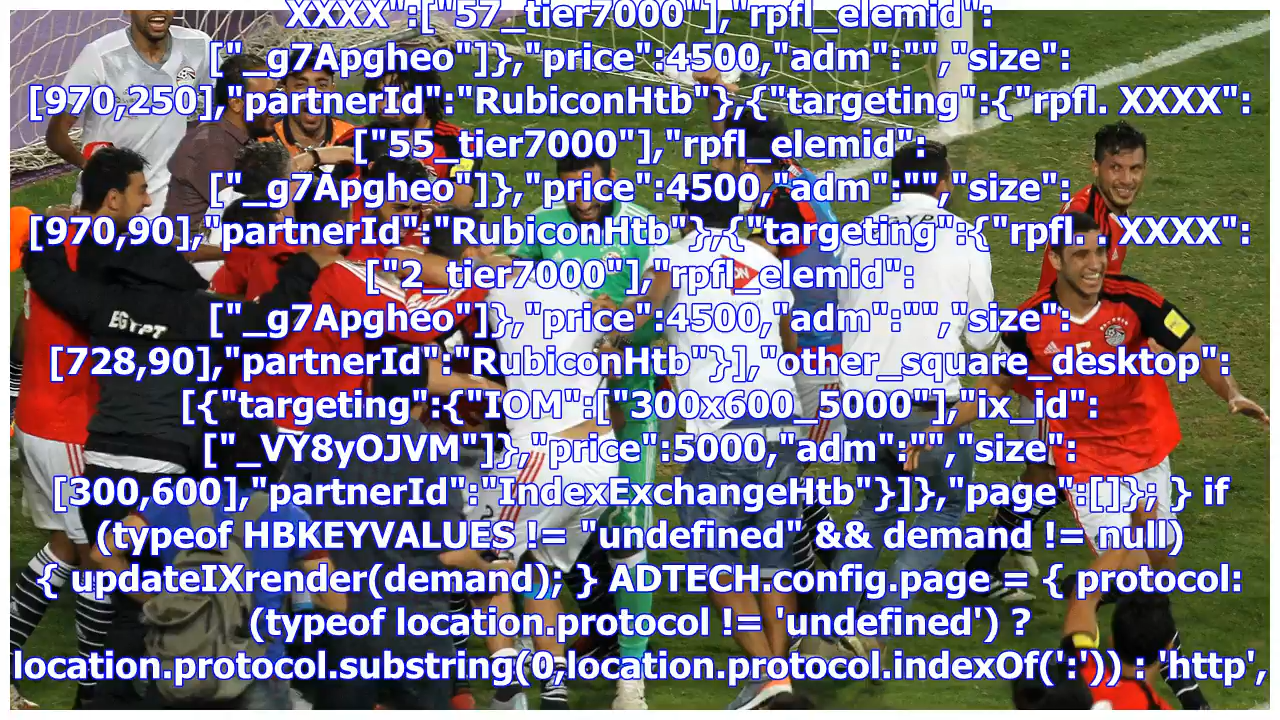 XXXX":["57_tier7000"],"rpfl_elemid":
["_g7Apgheo"]},"price":4500,"adm":"","size":
[970,250],"partnerId":"RubiconHtb"},{"targeting":{"rpfl. XXXX":
["55_tier7000"],"rpfl_elemid":
["_g7Apgheo"]},"price":4500,"adm":"","size":
[970,90],"partnerId":"RubiconHtb"},{"targeting":{"rpfl. . XXXX":
["2_tier7000"],"rpfl_elemid":
["_g7Apgheo"]},"price":4500,"adm":"","size":
[728,90],"partnerId":"RubiconHtb"}],"other_square_desktop":
[{"targeting":{"IOM":["300x600_5000"],"ix_id":
["_VY8yOJVM"]},"price":5000,"adm":"","size":
[300,600],"partnerId":"IndexExchangeHtb"}]},"page":[]}; } if
(typeof HBKEYVALUES != "undefined" && demand != null)
{ updateIXrender(demand); } ADTECH.config.page = { protocol:
(typeof location.protocol != 'undefined') ?
location.protocol.substring(0,location.protocol.indexOf(':')) : 'http',
EGYPT